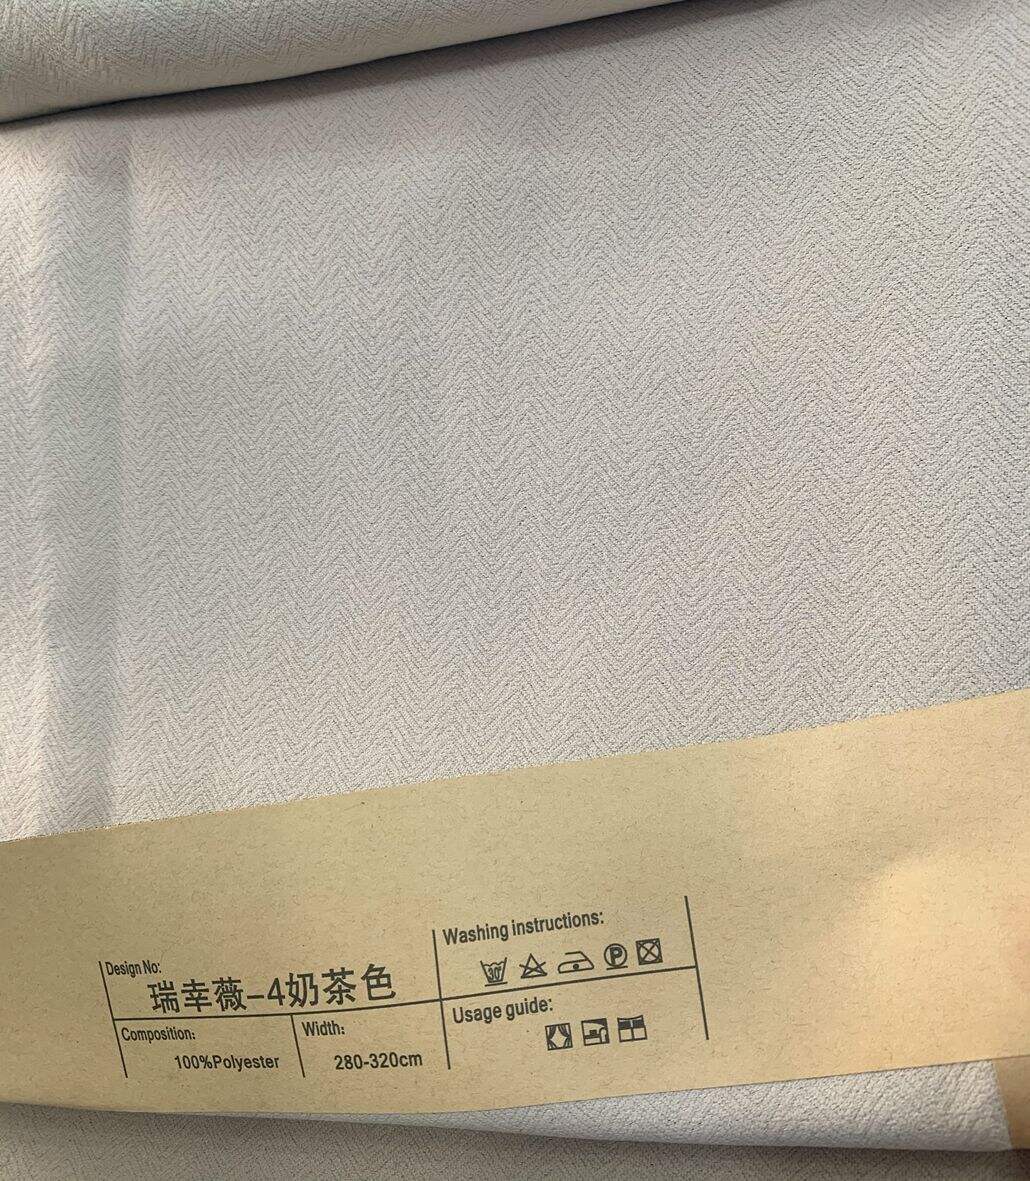 Design No:
瑞幸薇-4奶茶色
Composition:
100%Polyester
Width:
280-320cm
Washing instructions:
30°
P
Usage guide: